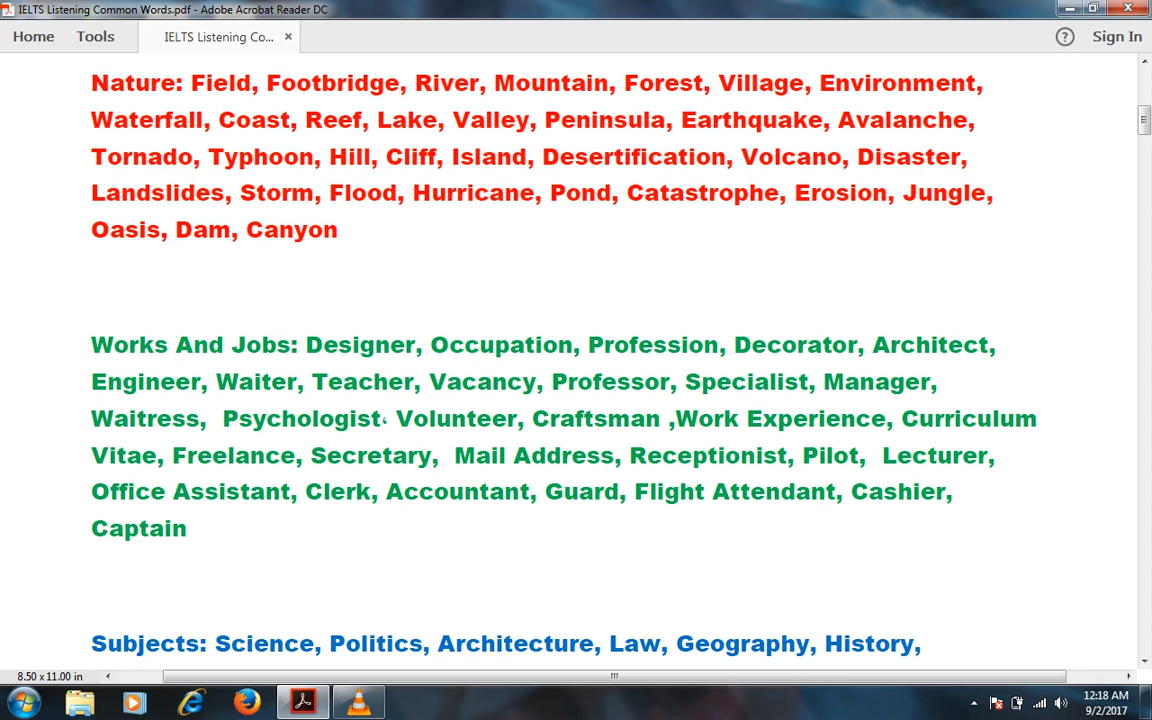 IELTS Listening Common Words.pdf - Adobe Acrobat Reader DC
Home Tools IELTS Listening Co... × ? Sign In
Nature: Field, Footbridge, River, Mountain, Forest, Village, Environment,
Waterfall, Coast, Reef, Lake, Valley, Peninsula, Earthquake, Avalanche,
Tornado, Typhoon, Hill, Cliff, Island, Desertification, Volcano, Disaster,
Landslides, Storm, Flood, Hurricane, Pond, Catastrophe, Erosion, Jungle,
Oasis, Dam, Canyon
Works And Jobs: Designer, Occupation, Profession, Decorator, Architect,
Engineer, Waiter, Teacher, Vacancy, Professor, Specialist, Manager,
Waitress,  Psychologist، Volunteer, Craftsman ,Work Experience, Curriculum
Vitae, Freelance, Secretary,  Mail Address, Receptionist, Pilot,  Lecturer,
Office Assistant, Clerk, Accountant, Guard, Flight Attendant, Cashier,
Captain
Subjects: Science, Politics, Architecture, Law, Geography, History,
8.50 x 11.00 in
12:18 AM
9/2/2017